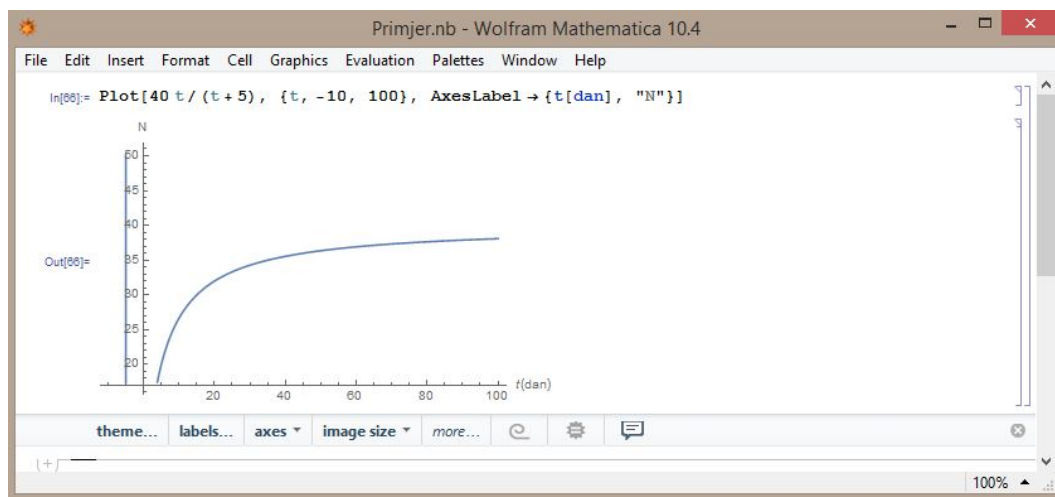 Primjer.nb - Wolfram Mathematica 10.4
File Edit Insert Format Cell Graphics Evaluation Palettes Window Help
In[66]:= Plot[40 t / (t + 5), {t, -10, 100}, AxesLabel → {t[dan], "N"}]
N
50
45
40
Out[66]=
35
30
25
20
20 40 60 80 100 t(dan)
theme... labels... axes image size more...
100%